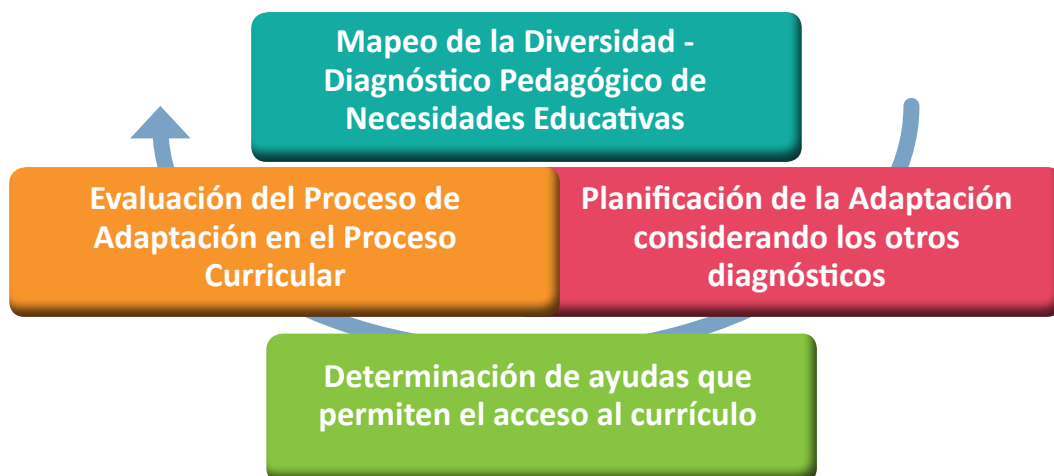 Mapeo de la Diversidad -
Diagnóstico Pedagógico de
Necesidades Educativas
Evaluación del Proceso de
Adaptación en el Proceso
Curricular
Planificación de la Adaptación
considerando los otros
diagnósticos
Determinación de ayudas que
permiten el acceso al currículo